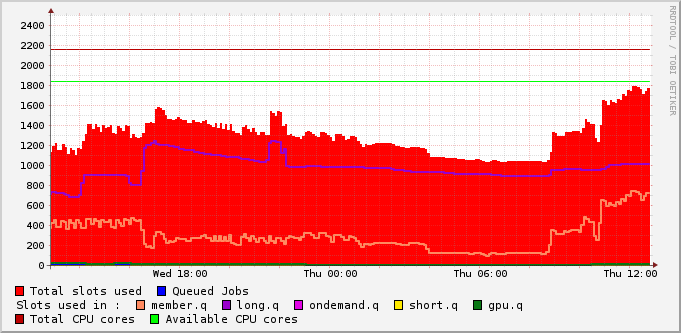 RRDTOOL / TOBI OETIKER
2400
2200
2000
1800
1600
1400
1200
1000
800
600
400
200
0
Wed 18:00 Thu 00:00 Thu 06:00 Thu 12:00
Total slots used Queued Jobs
Slots used in : member.q long.q ondemand.q short.q gpu.q
Total CPU cores Available CPU cores